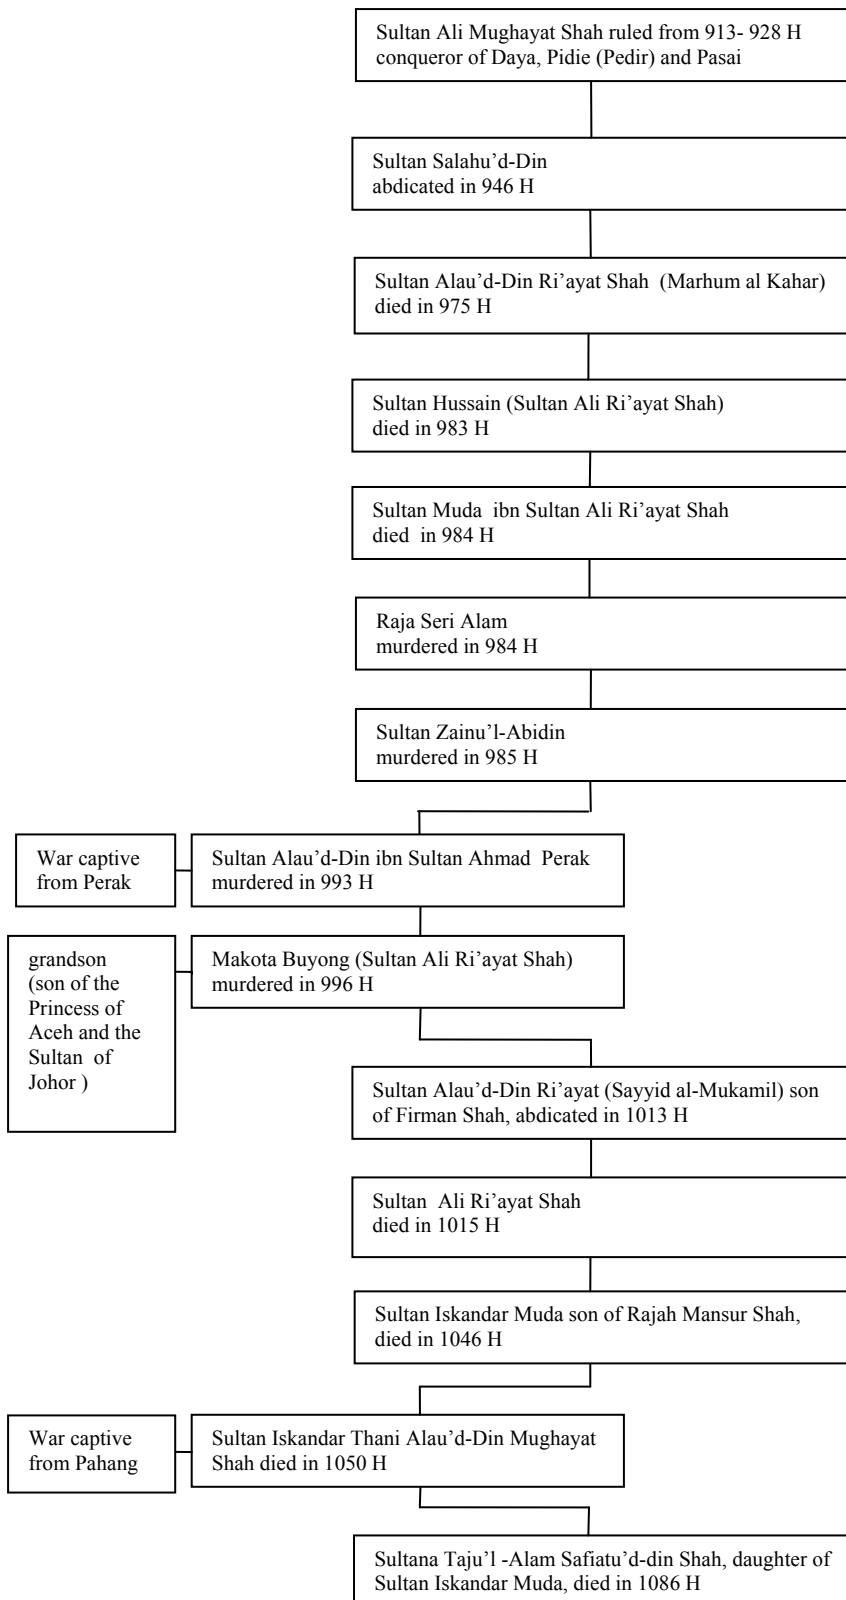 Sultan Ali Mughayat Shah ruled from 913- 928 H
conqueror of Daya, Pidie (Pedir) and Pasai
Sultan Salahu’d-Din
abdicated in 946 H
Sultan Alau’d-Din Ri’ayat Shah (Marhum al Kahar)
died in 975 H
Sultan Hussain (Sultan Ali Ri’ayat Shah)
died in 983 H
Sultan Muda ibn Sultan Ali Ri’ayat Shah
died in 984 H
Raja Seri Alam
murdered in 984 H
Sultan Zainu’l-Abidin
murdered in 985 H
War captive
from Perak
Sultan Alau’d-Din ibn Sultan Ahmad Perak
murdered in 993 H
grandson
(son of the
Princess of
Aceh and the
Sultan of
Johor )
Makota Buyong (Sultan Ali Ri’ayat Shah)
murdered in 996 H
Sultan Alau’d-Din Ri’ayat (Sayyid al-Mukamil) son
of Firman Shah, abdicated in 1013 H
Sultan Ali Ri’ayat Shah
died in 1015 H
Sultan Iskandar Muda son of Rajah Mansur Shah,
died in 1046 H
War captive
from Pahang
Sultan Iskandar Thani Alau’d-Din Mughayat
Shah died in 1050 H
Sultana Taju’l -Alam Safiatu’d-din Shah, daughter of
Sultan Iskandar Muda, died in 1086 H